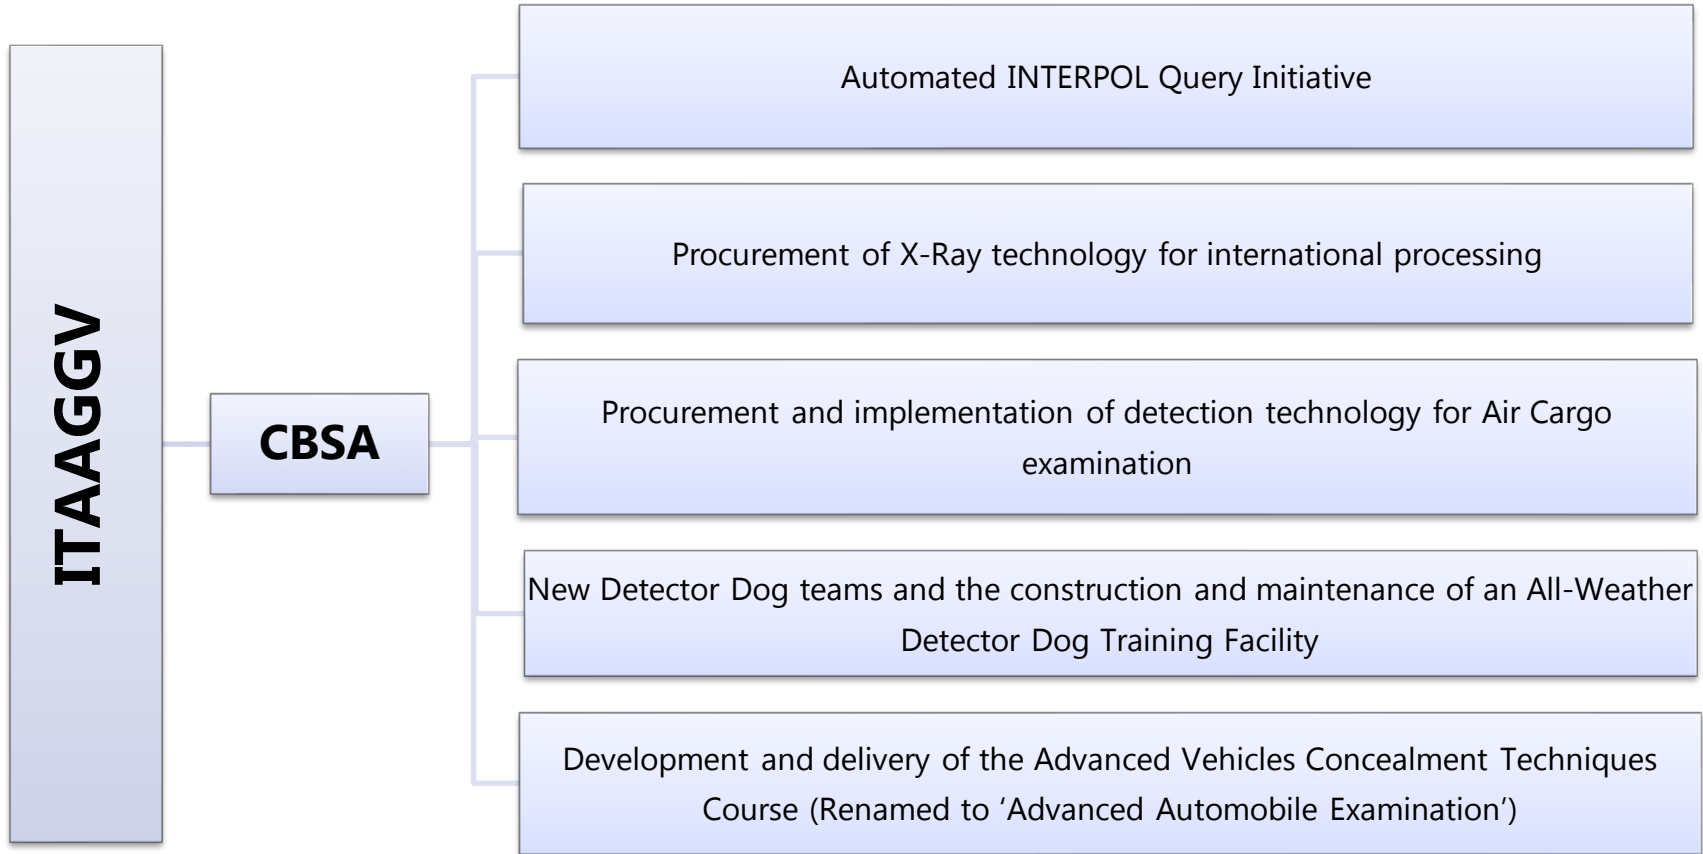 ITAAGGV
CBSA
Automated INTERPOL Query Initiative
Procurement of X-Ray technology for international processing
Procurement and implementation of detection technology for Air Cargo
examination
New Detector Dog teams and the construction and maintenance of an All-Weather
Detector Dog Training Facility
Development and delivery of the Advanced Vehicles Concealment Techniques
Course (Renamed to ‘Advanced Automobile Examination’)